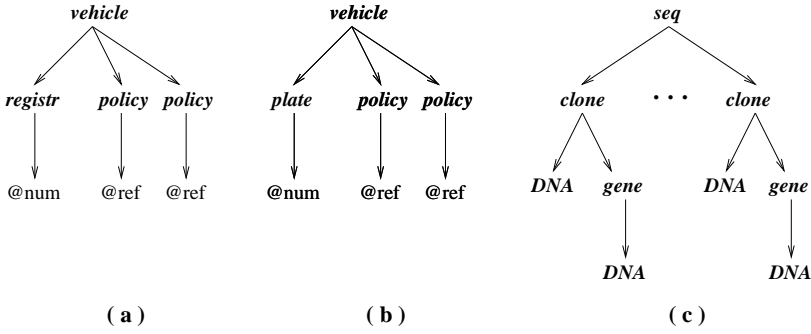 vehicle vehicle seq
registr policy policy plate policy policy clone . . . clone
@num @ref @ref @num @ref @ref DNA gene DNA gene
DNA DNA
( a ) ( b ) ( c )